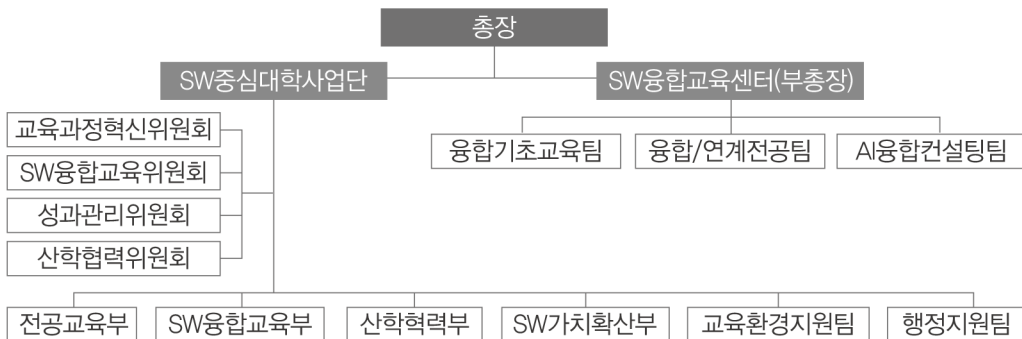 총장
SW중심대학사업단
SW융합교육센터(부총장)
교육과정혁신위원회
SW융합교육위원회
성과관리위원회
산학협력위원회
융합기초교육팀
융합/연계전공팀
AI융합컨설팅팀
전공교육부
SW융합교육부
산학혁력부
SW가치확산부
교육환경지원팀
행정지원팀